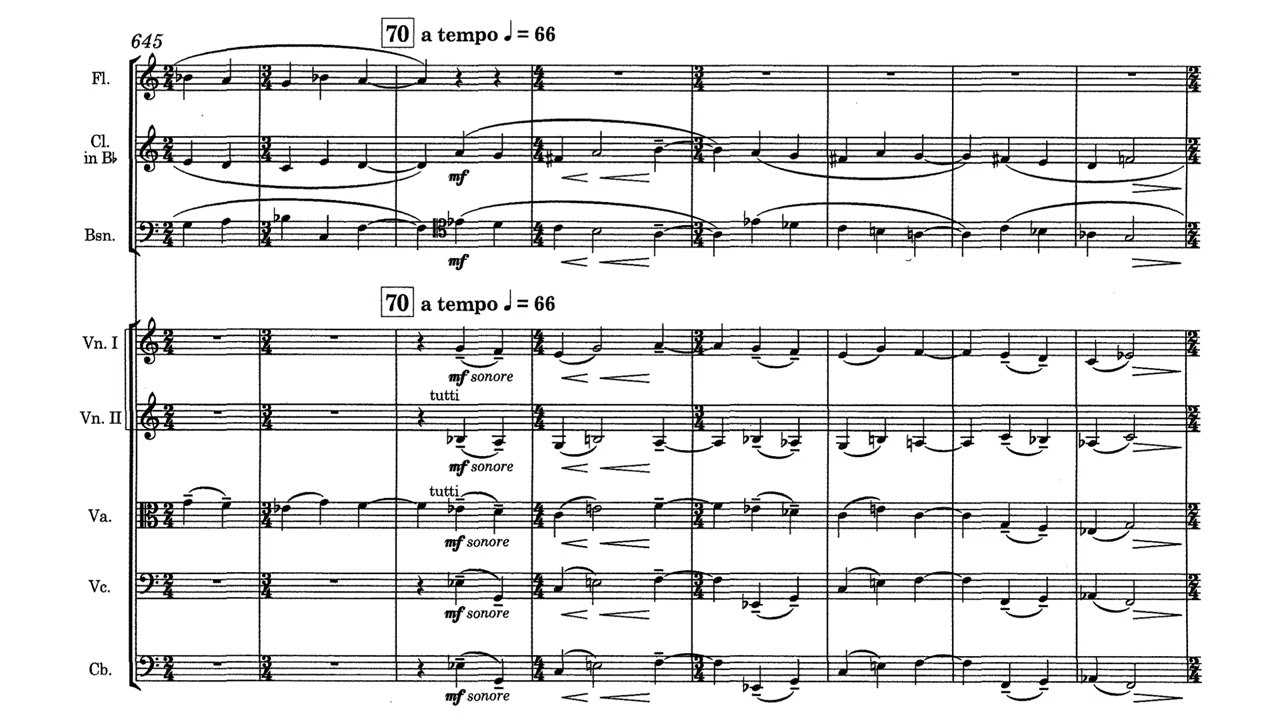 645
70 a tempo ♩ = 66
Fl.
Cl.
in B♭
mf
Bsn.
mf
70 a tempo ♩ = 66
Vn. I
mf sonore
tutti
Vn. II
mf sonore
tutti
Va.
mf sonore
Vc.
mf sonore
Cb.
mf sonore